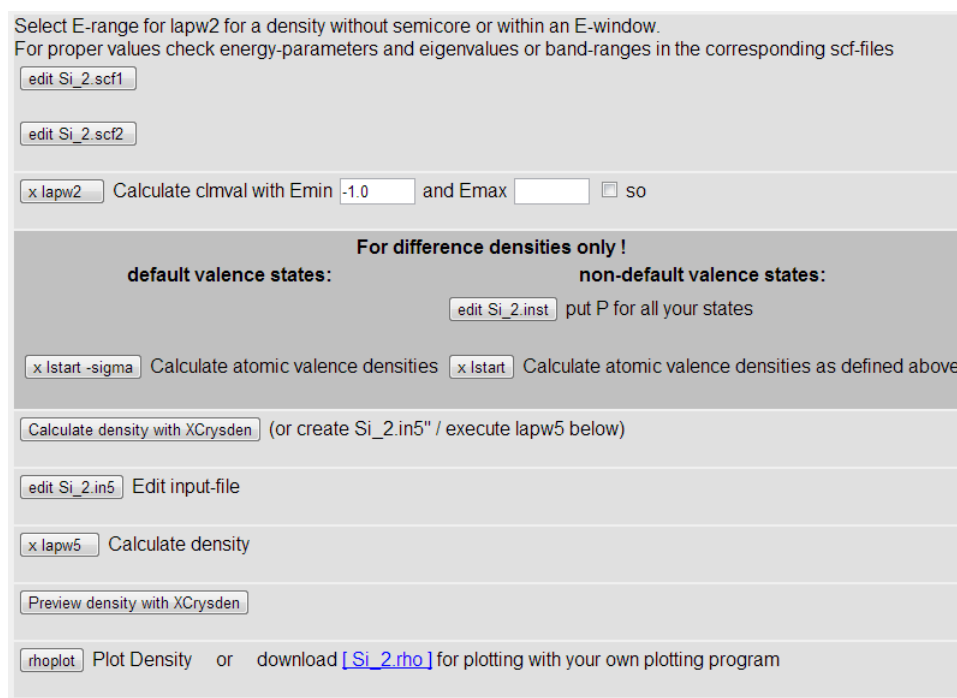 Select E-range for lapw2 for a density without semicore or within an E-window.
For proper values check energy-parameters and eigenvalues or band-ranges in the corresponding scf-files
edit Si_2.scf1
edit Si_2.scf2
x lapw2 Calculate clmval with Emin -1.0 and Emax so
For difference densities only !
default valence states: non-default valence states:
edit Si_2.inst put P for all your states
x lstart -sigma Calculate atomic valence densities x lstart Calculate atomic valence densities as defined above
Calculate density with XCrysden (or create Si_2.in5" / execute lapw5 below)
edit Si_2.in5 Edit input-file
x lapw5 Calculate density
Preview density with XCrysden
rhoplot Plot Density or download [ Si_2.rho ] for plotting with your own plotting program